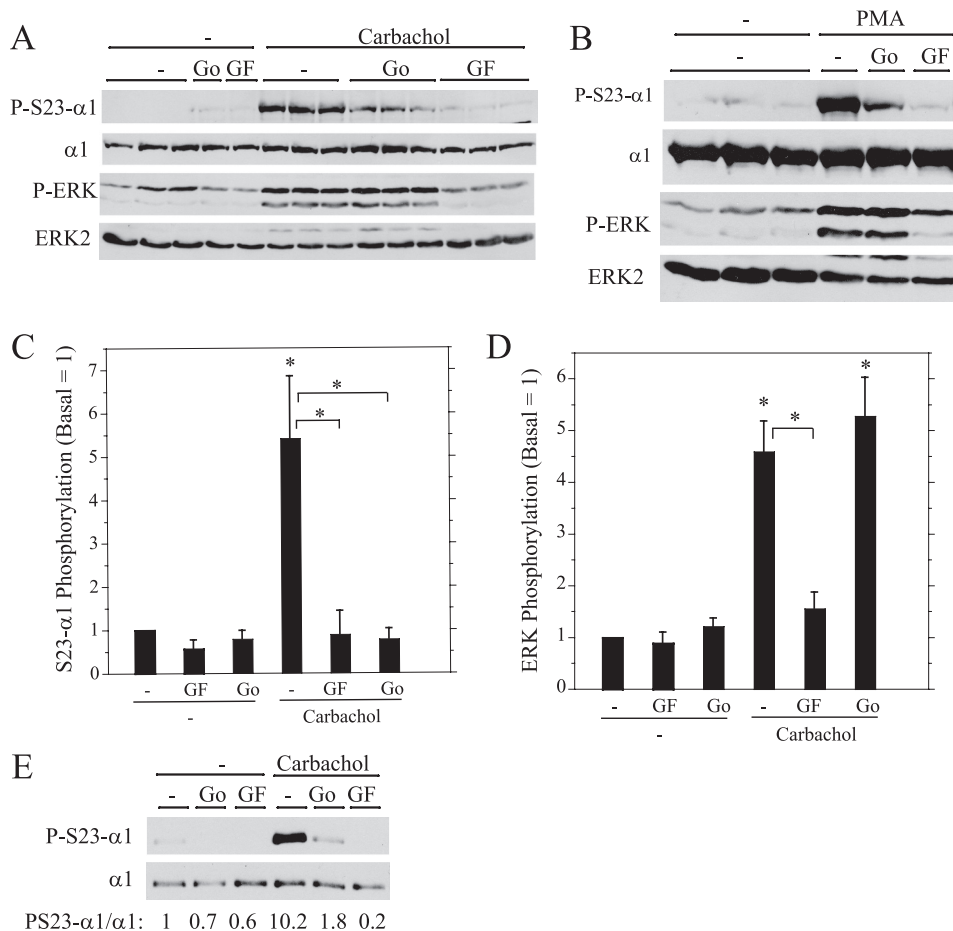 A
-
Carbachol
- Go GF - Go GF
P-S23-α1
α1
P-ERK
ERK2
B
- PMA
- - Go GF
P-S23-α1
α1
P-ERK
ERK2
C
S23-α1 Phosphorylation (Basal = 1)
7
6
5
4
3
2
1
0
*
*
*
- GF Go - GF Go
- Carbachol
D
ERK Phosphorylation (Basal = 1)
6
5
4
3
2
1
0
*
*
*
- GF Go - GF Go
- Carbachol
E
- Carbachol
- Go GF - Go GF
P-S23-α1
α1
PS23-α1/α1: 1 0.7 0.6 10.2 1.8 0.2